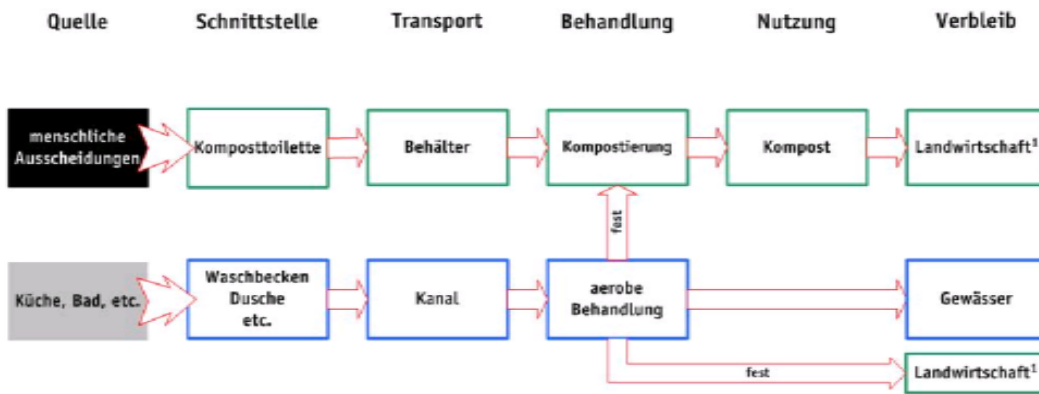 Quelle Schnittstelle Transport Behandlung Nutzung Verbleib
menschliche
Ausscheidungen
Komposttoilette
Behälter
Kompostierung
Kompost
Landwirtschaft¹
fest
Küche, Bad, etc.
Waschbecken
Dusche
etc.
Kanal
aerobe
Behandlung
Gewässer
fest
Landwirtschaft¹